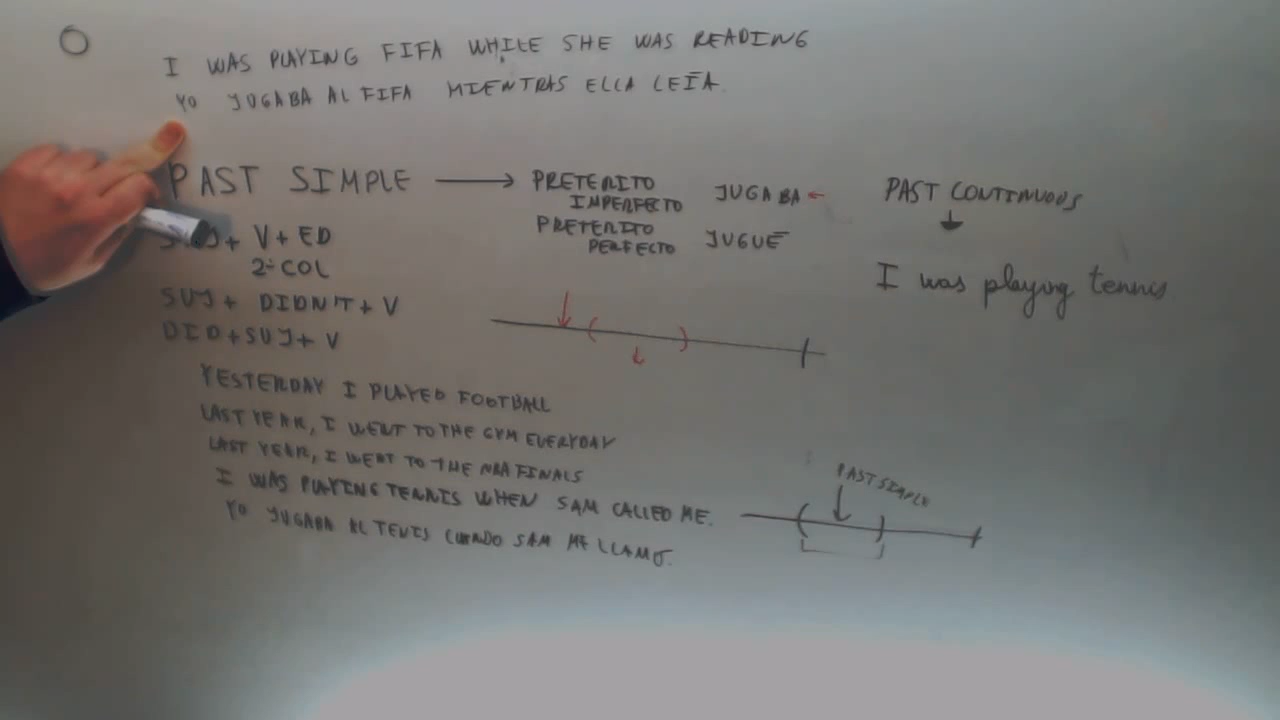 I WAS PLAYING FIFA WHILE SHE WAS READING
YO JUGABA AL FIFA MIENTRAS ELLA LEÍA.
PAST SIMPLE → PRETERITO IMPERFECTO JUGABA ←
PRETERITO PERFECTO JUGUÉ
+ V + ED
2ª COL
SUJ + DIDN'T + V
DID + SUJ + V
YESTERDAY I PLAYED FOOTBALL
LAST YEAR, I WENT TO THE GYM EVERYDAY
LAST YEAR, I WENT TO THE NBA FINALS
I WAS PLAYING TENNIS WHEN SAM CALLED ME.
YO JUGABA AL TENIS CUANDO SAM ME LLAMÓ.
PAST CONTINUOUS
I was playing tennis
PAST SIMPLE